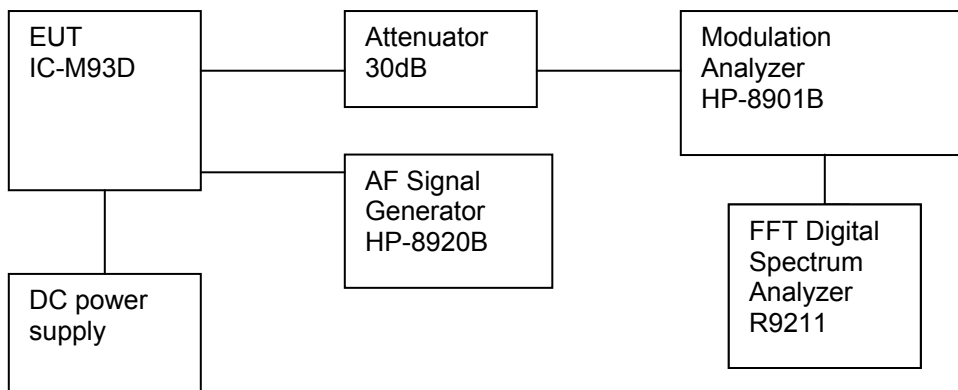 EUT
IC-M93D
Attenuator
30dB
Modulation
Analyzer
HP-8901B
AF Signal
Generator
HP-8920B
FFT Digital
Spectrum
Analyzer
R9211
DC power
supply